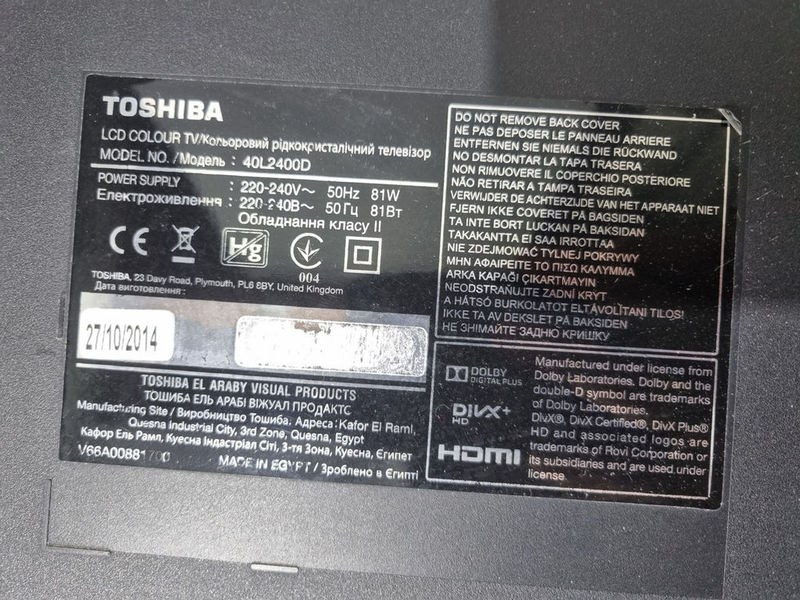 TOSHIBA
LCD COLOUR TV/Кольоровий рідкокристалічний телевізор
MODEL NO. /Модель : 40L2400D
POWER SUPPLY : 220-240V~ 50Hz 81W
Електроживлення : 220-240В~ 50Гц 81Вт
Обладнання класу II
CE
Hg
004
TOSHIBA, 23 Davy Road, Plymouth, PL6 6BY, United Kingdom
Дата виготовлення :
27/10/2014
TOSHIBA EL ARABY VISUAL PRODUCTS
ТОШИБА ЕЛЬ АРАБІ ВІЖУАЛ ПРОДАКТС
Manufacturing Site / Виробництво Тошиба. Адреса: Kafor El Raml,
Quesna Industrial City, 3rd Zone, Quesna, Egypt
Кафор Ель Рамл, Куесна Індастріал Сіті, 3-тя Зона, Куесна, Єгипет
V66A00881700 MADE IN EGYPT / Зроблено в Єгипті
DO NOT REMOVE BACK COVER
NE PAS DEPOSER LE PANNEAU ARRIERE
ENTFERNEN SIE NIEMALS DIE RÜCKWAND
NO DESMONTAR LA TAPA TRASERA
NON RIMUOVERE IL COPERCHIO POSTERIORE
NÃO RETIRAR A TAMPA TRASEIRA
VERWIJDER DE ACHTERZIJDE VAN HET APPARAAT NIET
FJERN IKKE COVERET PÅ BAGSIDEN
TA INTE BORT LUCKAN PÅ BAKSIDAN
TAKAKANTTA EI SAA IRROTTAA
NIE ZDEJMOWAĆ TYLNEJ POKRYWY
ΜΗΝ ΑΦΑΙΡΕΙΤΕ ΤΟ ΠΙΣΩ ΚΑΛΥΜΜΑ
ARKA KAPAĞI ÇIKARTMAYIN
NEODSTRAŇUJTE ZADNÍ KRYT
A HÁTSÓ BURKOLATOT ELTÁVOLÍTANI TILOS!
IKKE TA AV DEKSLET PÅ BAKSIDEN
НЕ ЗНІМАЙТЕ ЗАДНЮ КРИШКУ
DOLBY
DIGITAL PLUS
DIVX+
HD
HDMI
Manufactured under license from
Dolby Laboratories. Dolby and the
double-D symbol are trademarks
of Dolby Laboratories.
DivX®, DivX Certified®, DivX Plus®
HD and associated logos are
trademarks of Rovi Corporation or
its subsidiaries and are used under
license